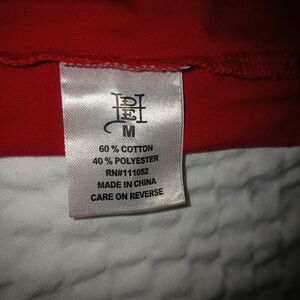 M
60 % COTTON
40 % POLYESTER
RN#111052
MADE IN CHINA
CARE ON REVERSE